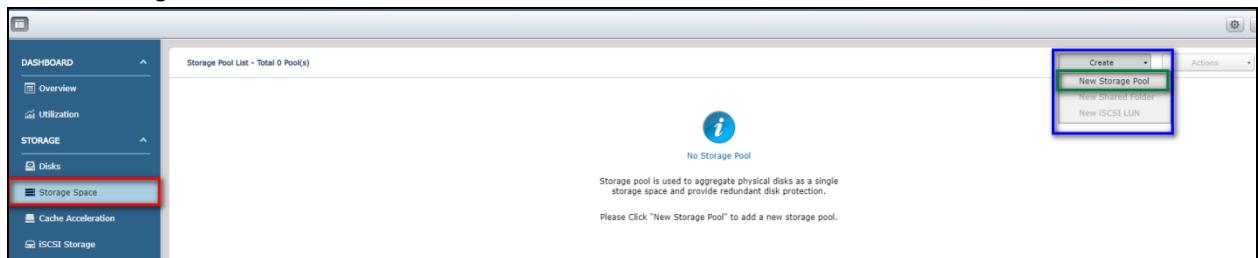 DASHBOARD
Overview
Utilization
STORAGE
Disks
Storage Space
Cache Acceleration
iSCSI Storage
Storage Pool List - Total 0 Pool(s)
Create
Actions
New Storage Pool
New Shared Folder
New iSCSI LUN
No Storage Pool
Storage pool is used to aggregate physical disks as a single
storage space and provide redundant disk protection.
Please Click "New Storage Pool" to add a new storage pool.